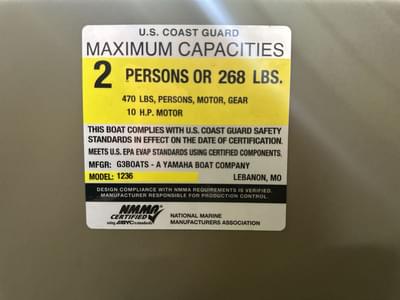 U.S. COAST GUARD
MAXIMUM CAPACITIES
2 PERSONS OR 268 LBS.
470 LBS, PERSONS, MOTOR, GEAR
10 H.P. MOTOR
THIS BOAT COMPLIES WITH U.S. COAST GUARD SAFETY
STANDARDS IN EFFECT ON THE DATE OF CERTIFICATION.
MEETS U.S. EPA EVAP STANDARDS USING CERTIFIED COMPONENTS.
MFGR: G3BOATS - A YAMAHA BOAT COMPANY
MODEL: 1236 LEBANON, MO
DESIGN COMPLIANCE WITH NMMA REQUIREMENTS IS VERIFIED.
MANUFACTURER RESPONSIBLE FOR PRODUCTION CONTROL.
NMMA
CERTIFIED
using ABYC standards
NATIONAL MARINE
MANUFACTURERS ASSOCIATION